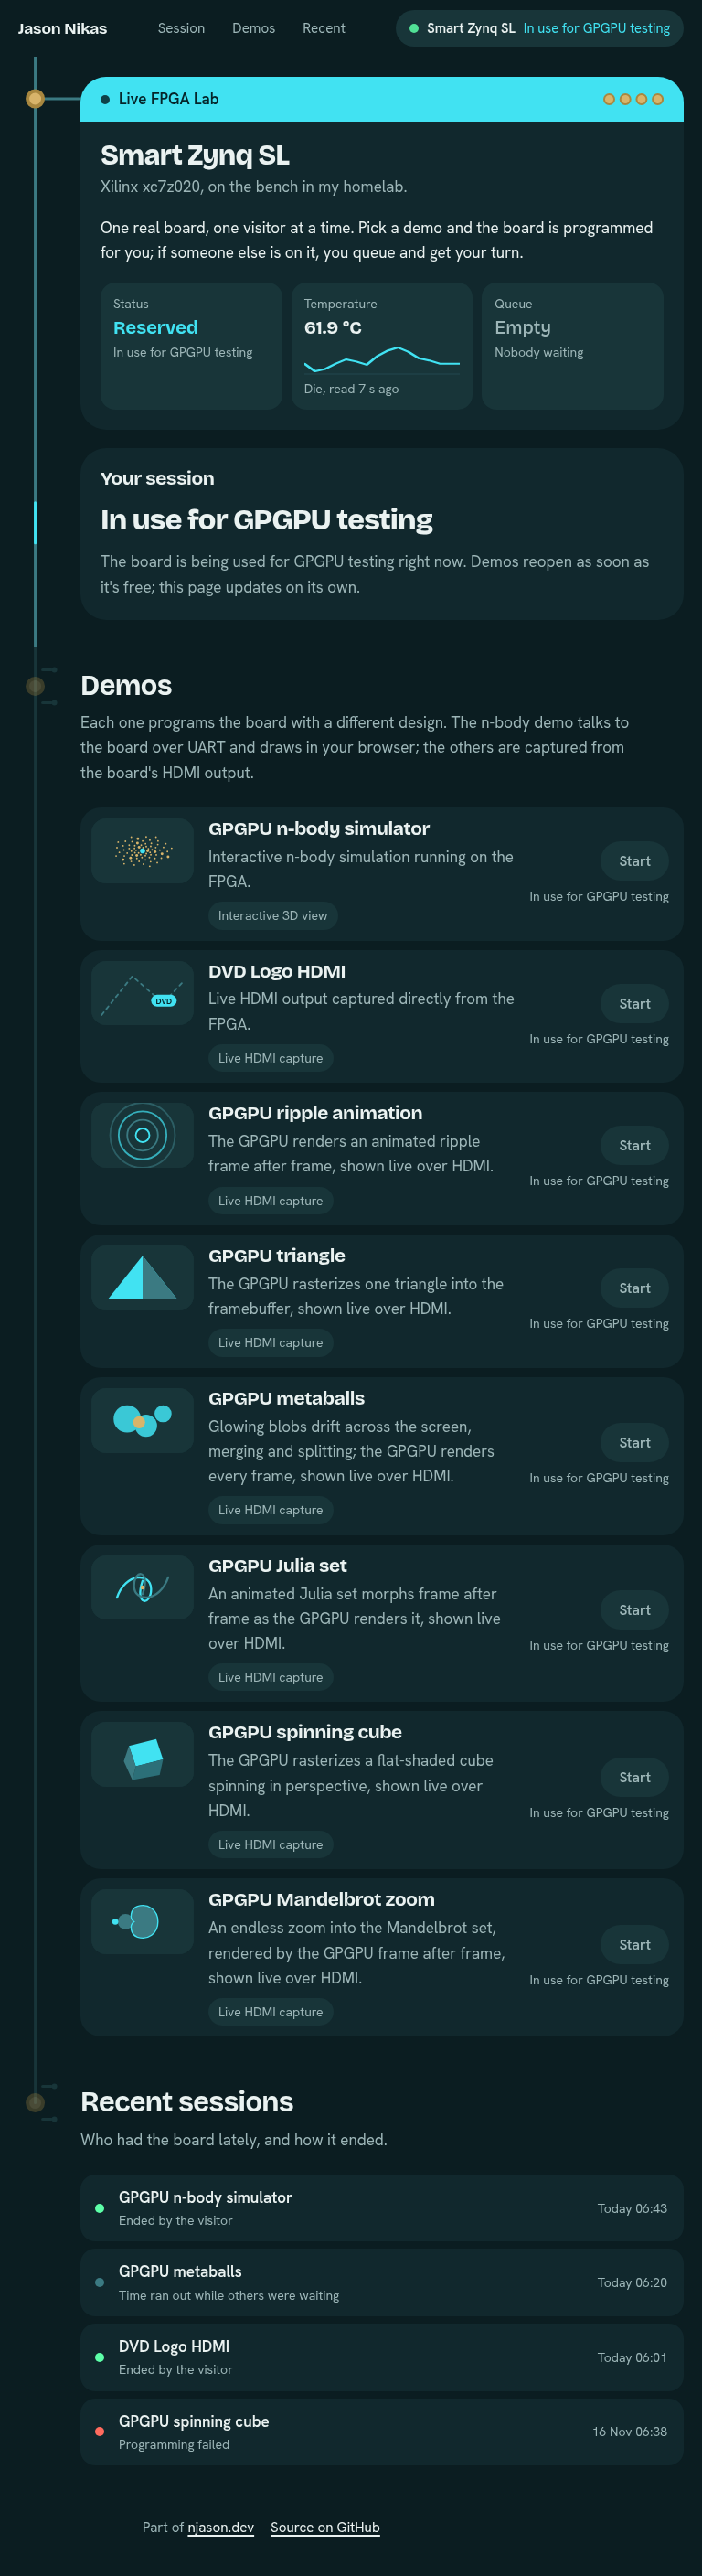 Jason Nikas
Session
Demos
Recent
Smart Zynq SL In use for GPGPU testing
Live FPGA Lab
Smart Zynq SL
Xilinx xc7z020, on the bench in my homelab.
One real board, one visitor at a time. Pick a demo and the board is programmed
for you; if someone else is on it, you queue and get your turn.
Status
Reserved
In use for GPGPU testing
Temperature
61.9 °C
Die, read 7 s ago
Queue
Empty
Nobody waiting
Your session
In use for GPGPU testing
The board is being used for GPGPU testing right now. Demos reopen as soon as
it's free; this page updates on its own.
Demos
Each one programs the board with a different design. The n-body demo talks to
the board over UART and draws in your browser; the others are captured from
the board's HDMI output.
GPGPU n-body simulator
Interactive n-body simulation running on the
FPGA.
Interactive 3D view
Start
In use for GPGPU testing
DVD
DVD Logo HDMI
Live HDMI output captured directly from the
FPGA.
Live HDMI capture
Start
In use for GPGPU testing
GPGPU ripple animation
The GPGPU renders an animated ripple
frame after frame, shown live over HDMI.
Live HDMI capture
Start
In use for GPGPU testing
GPGPU triangle
The GPGPU rasterizes one triangle into the
framebuffer, shown live over HDMI.
Live HDMI capture
Start
In use for GPGPU testing
GPGPU metaballs
Glowing blobs drift across the screen,
merging and splitting; the GPGPU renders
every frame, shown live over HDMI.
Live HDMI capture
Start
In use for GPGPU testing
GPGPU Julia set
An animated Julia set morphs frame after
frame as the GPGPU renders it, shown live
over HDMI.
Live HDMI capture
Start
In use for GPGPU testing
GPGPU spinning cube
The GPGPU rasterizes a flat-shaded cube
spinning in perspective, shown live over
HDMI.
Live HDMI capture
Start
In use for GPGPU testing
GPGPU Mandelbrot zoom
An endless zoom into the Mandelbrot set,
rendered by the GPGPU frame after frame,
shown live over HDMI.
Live HDMI capture
Start
In use for GPGPU testing
Recent sessions
Who had the board lately, and how it ended.
GPGPU n-body simulator
Ended by the visitor
Today 06:43
GPGPU metaballs
Time ran out while others were waiting
Today 06:20
DVD Logo HDMI
Ended by the visitor
Today 06:01
GPGPU spinning cube
Programming failed
16 Nov 06:38
Part of njason.dev
Source on GitHub